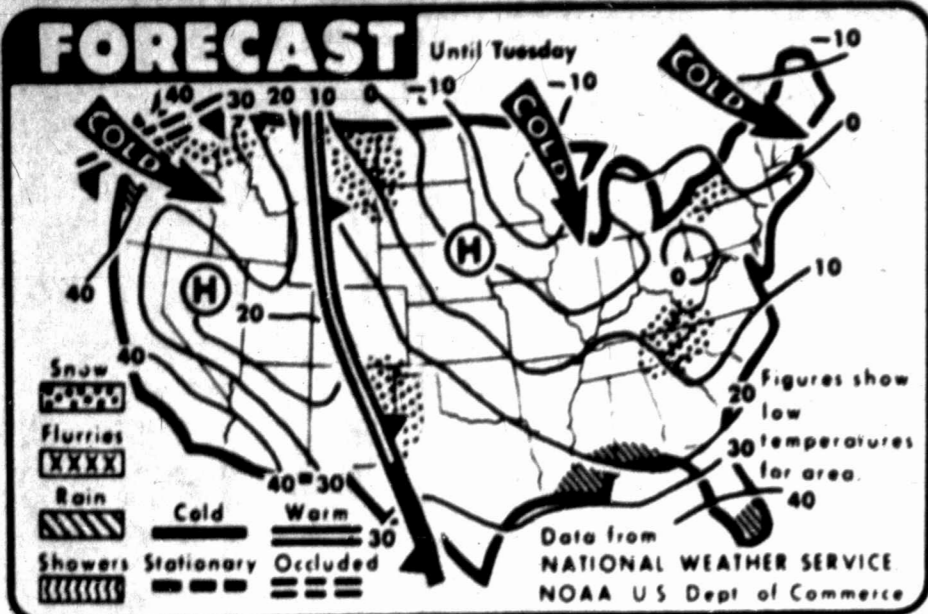 FORECAST
Until Tuesday
-10
COLD
40 30 20 10 0 -10
COLD
-10
COLD
0
H
H
0
10
40
20
40
Snow
Flurries
Rain
Showers
20
Figures show
low
temperatures
for area.
30
40
40 30
30
Cold
Warm
Stationary
Occluded
Data from
NATIONAL WEATHER SERVICE
NOAA U S Dept of Commerce